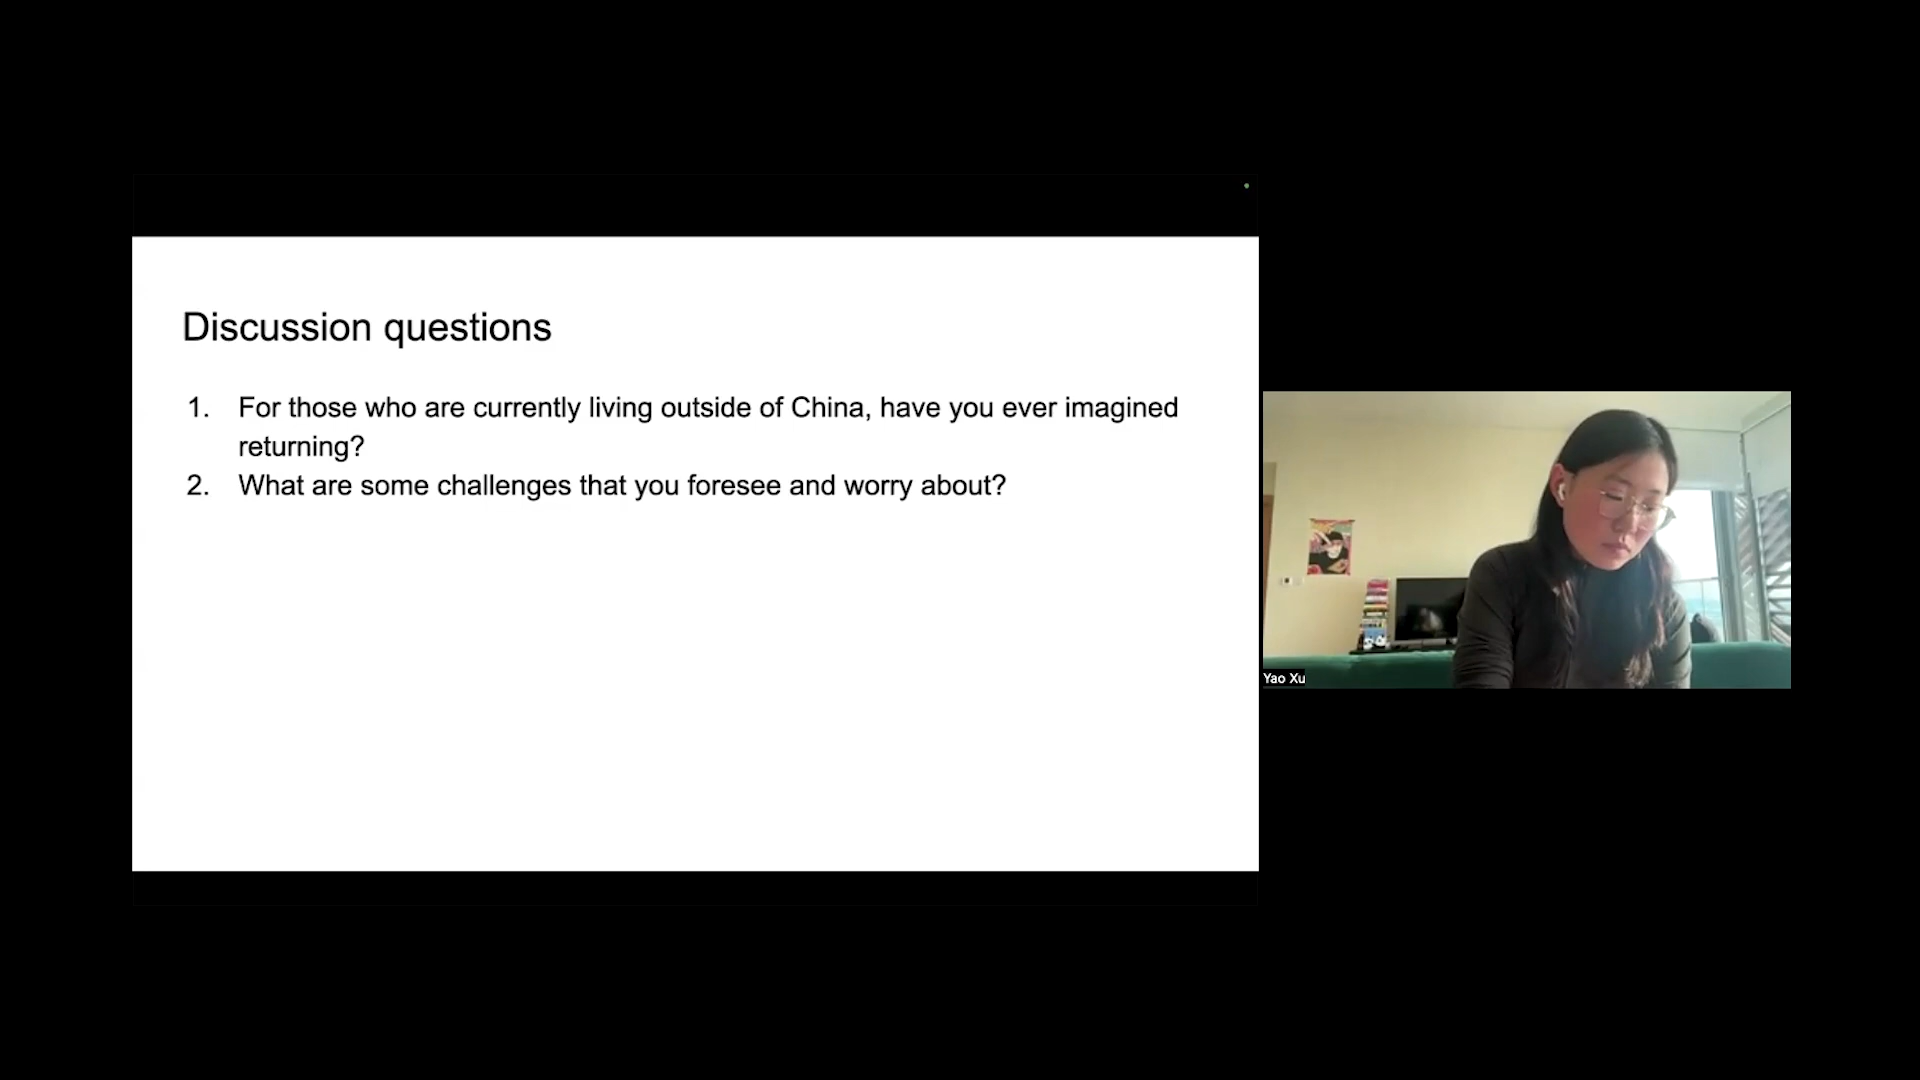 Discussion questions
1. For those who are currently living outside of China, have you ever imagined
returning?
2. What are some challenges that you foresee and worry about?
Yao Xu